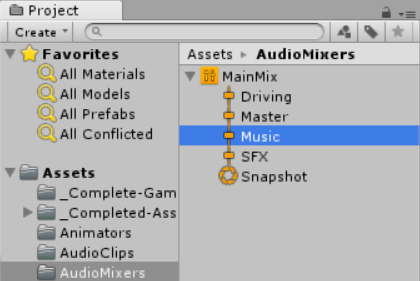 Project
Create
Favorites
All Materials
All Models
All Prefabs
All Conflicted
Assets
_Complete-Gam
_Completed-Ass
Animators
AudioClips
AudioMixers
Assets ▸ AudioMixers
MainMix
Driving
Master
Music
SFX
Snapshot